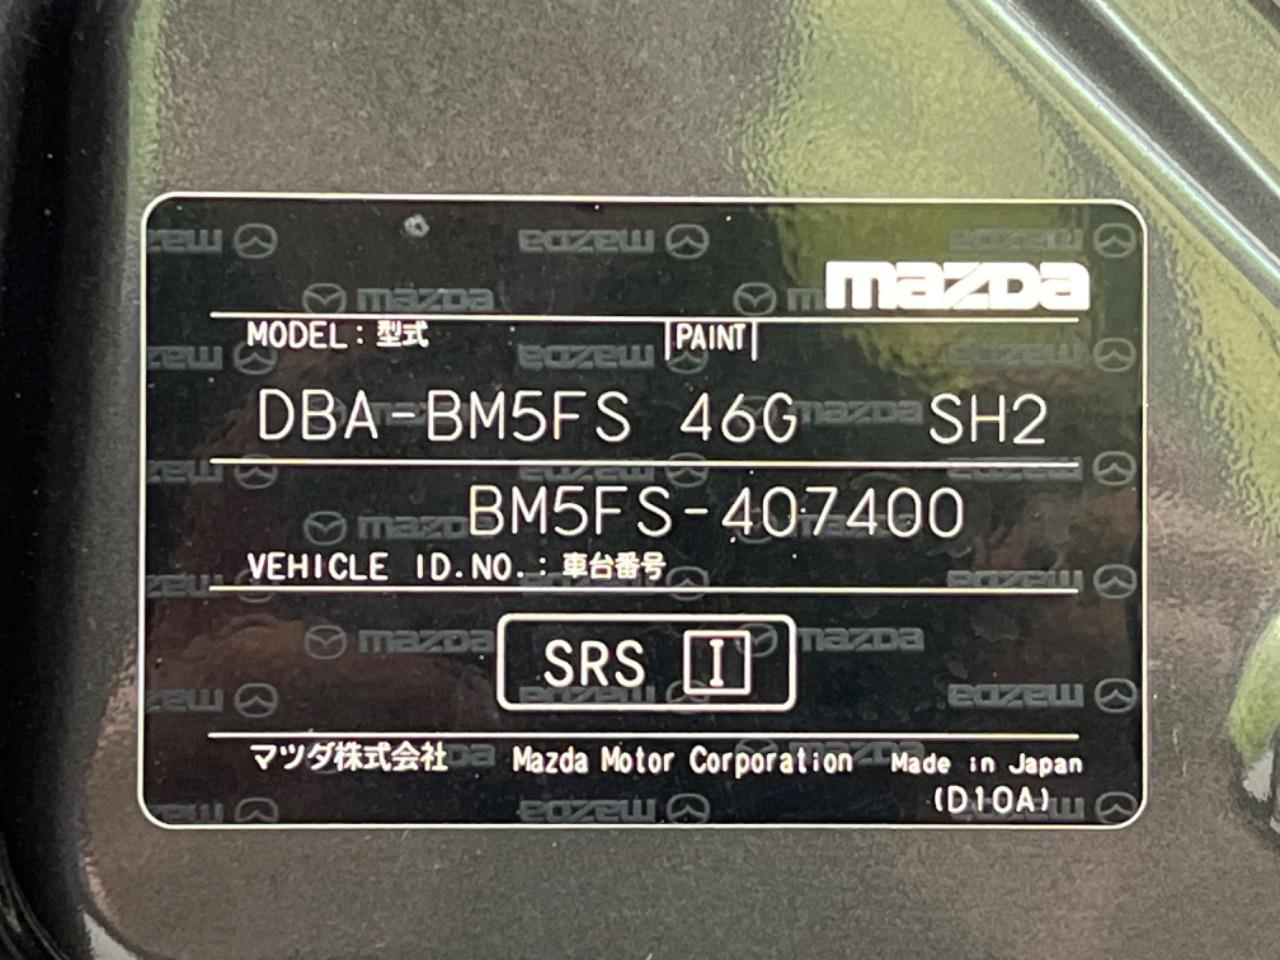 mazda
MODEL：型式 PAINT
DBA-BM5FS 46G SH2
BM5FS-407400
VEHICLE ID.NO.：車台番号
SRS I
マツダ株式会社 Mazda Motor Corporation Made in Japan
(D10A)